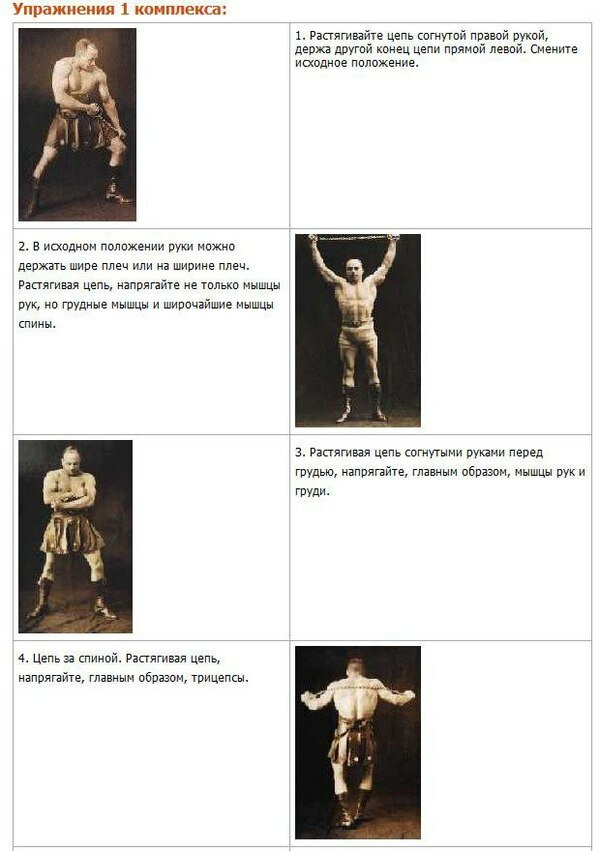 Упражнения 1 комплекса:
1. Растягивайте цепь согнутой правой рукой,
держа другой конец цепи прямой левой. Смените
исходное положение.
2. В исходном положении руки можно
держать шире плеч или на ширине плеч.
Растягивая цепь, напрягайте не только мышцы
рук, но грудные мышцы и широчайшие мышцы
спины.
3. Растягивая цепь согнутыми руками перед
грудью, напрягайте, главным образом, мышцы рук и
груди.
4. Цепь за спиной. Растягивая цепь,
напрягайте, главным образом, трицепсы.